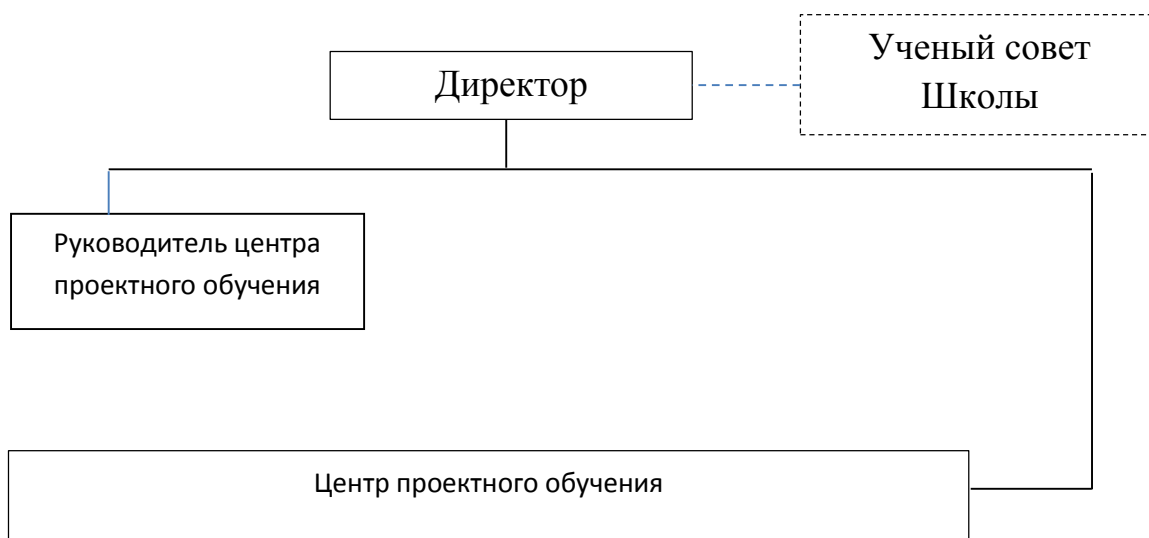 Директор
Ученый совет
Школы
Руководитель центра
проектного обучения
Центр проектного обучения